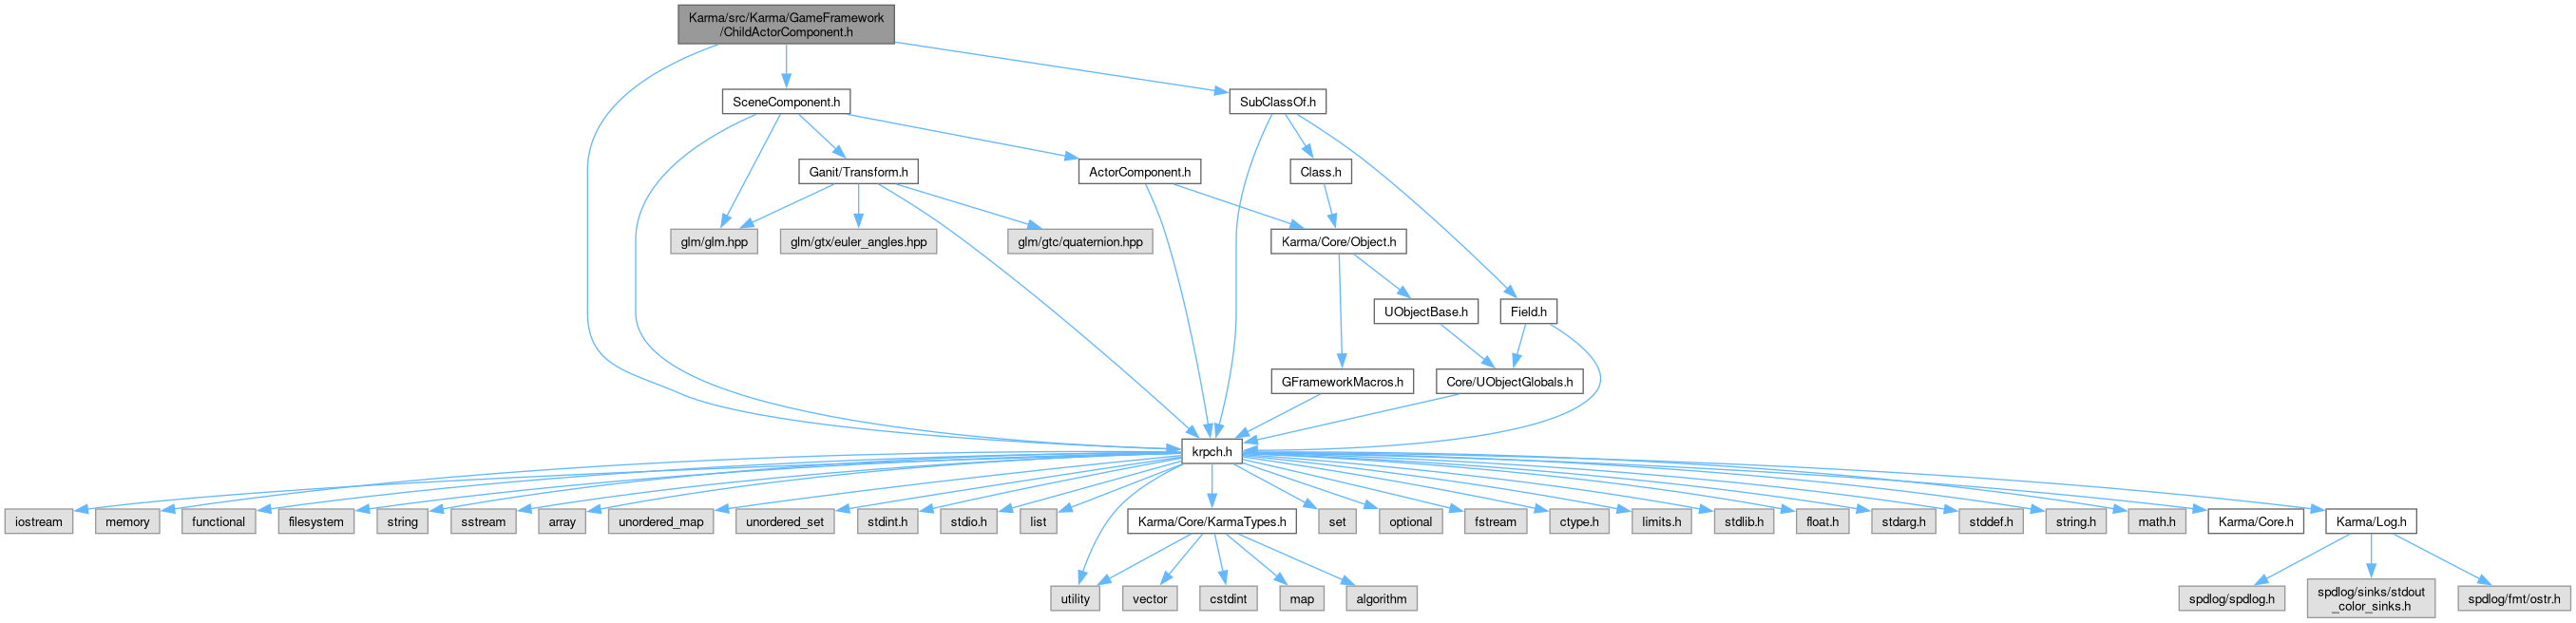 Karma/src/Karma/GameFramework
/ChildActorComponent.h
SceneComponent.h
SubClassOf.h
Ganit/Transform.h
ActorComponent.h
Class.h
glm/glm.hpp
glm/gtx/euler_angles.hpp
glm/gtc/quaternion.hpp
Karma/Core/Object.h
UObjectBase.h
Field.h
GFrameworkMacros.h
Core/UObjectGlobals.h
krpch.h
iostream
memory
functional
filesystem
string
sstream
array
unordered_map
unordered_set
stdint.h
stdio.h
list
Karma/Core/KarmaTypes.h
set
optional
fstream
ctype.h
limits.h
stdlib.h
float.h
stdarg.h
stddef.h
string.h
math.h
Karma/Core.h
Karma/Log.h
utility
vector
cstdint
map
algorithm
spdlog/spdlog.h
spdlog/sinks/stdout
_color_sinks.h
spdlog/fmt/ostr.h